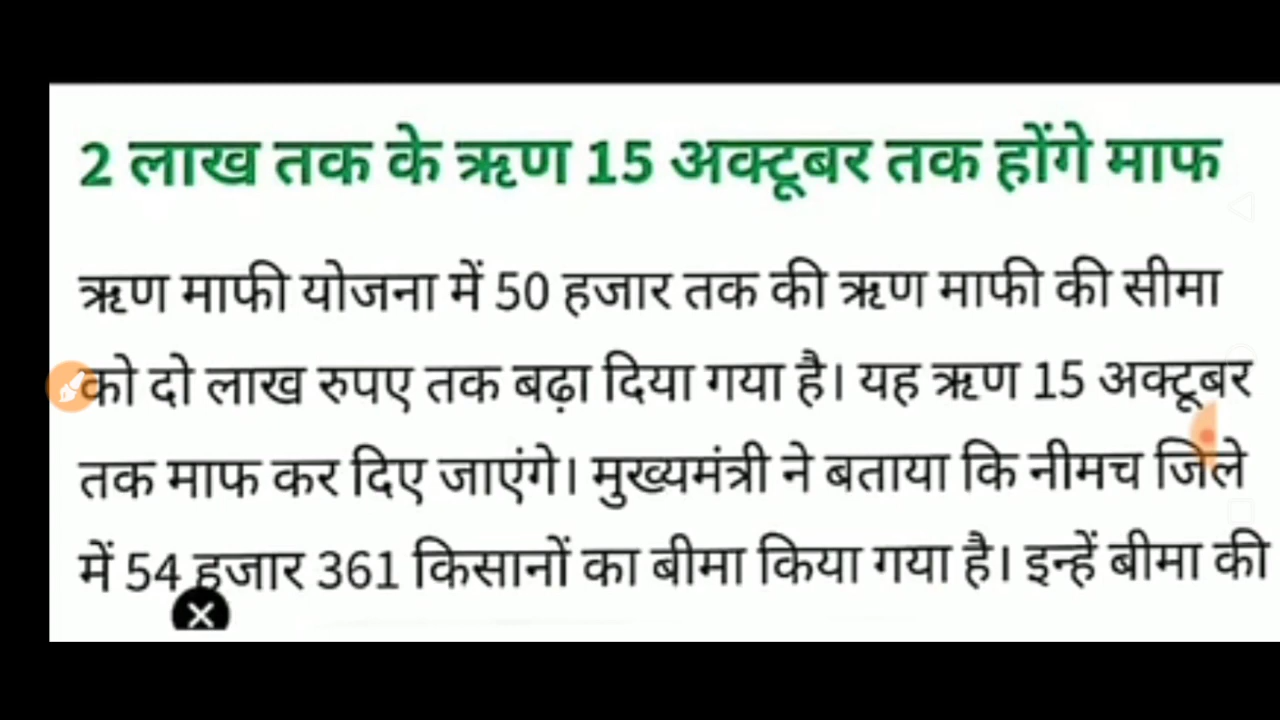 2 लाख तक के ऋण 15 अक्टूबर तक होंगे माफ
ऋण माफी योजना में 50 हजार तक की ऋण माफी की सीमा
को दो लाख रुपए तक बढ़ा दिया गया है। यह ऋण 15 अक्टूबर
तक माफ कर दिए जाएंगे। मुख्यमंत्री ने बताया कि नीमच जिले
में 54 हजार 361 किसानों का बीमा किया गया है। इन्हें बीमा की